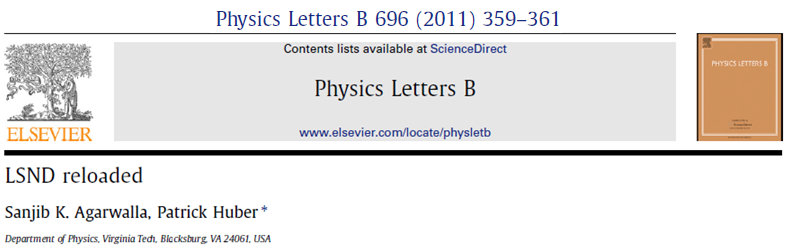 Physics Letters B 696 (2011) 359–361
Contents lists available at ScienceDirect
Physics Letters B
www.elsevier.com/locate/physletb
ELSEVIER
PHYSICS LETTERS B
LSND reloaded
Sanjib K. Agarwalla, Patrick Huber *
Department of Physics, Virginia Tech, Blacksburg, VA 24061, USA